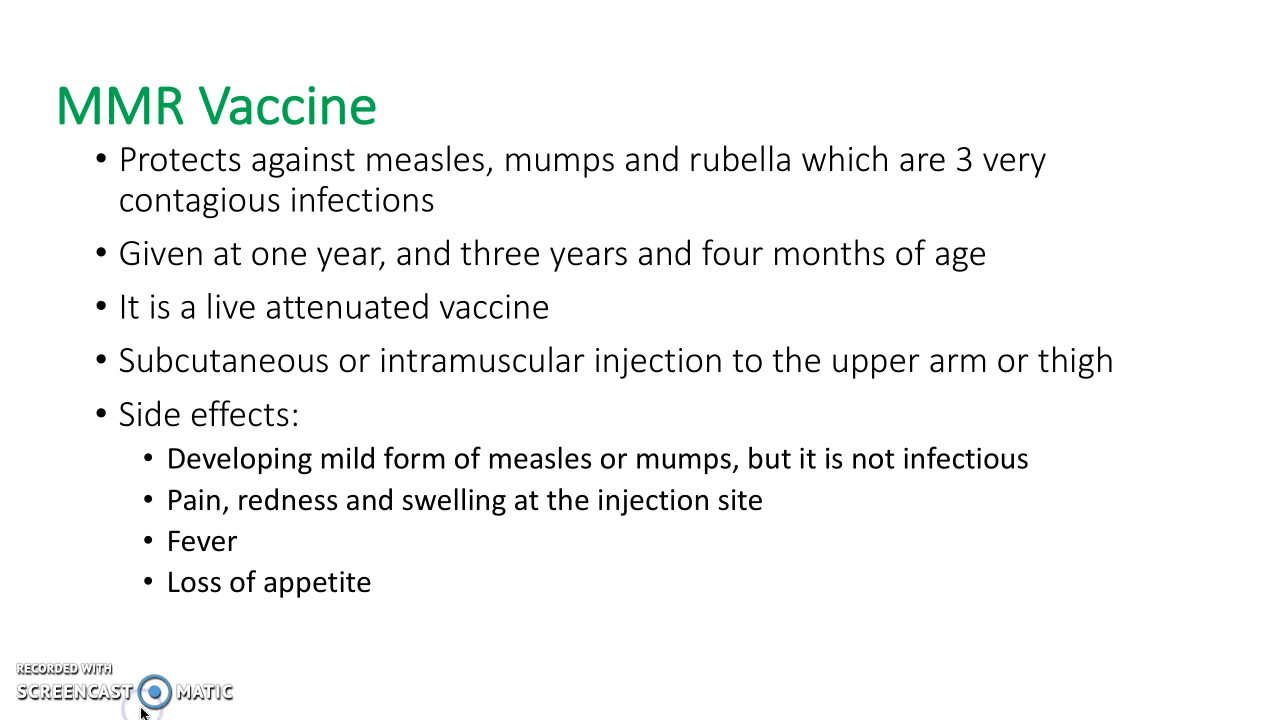 MMR Vaccine
• Protects against measles, mumps and rubella which are 3 very
contagious infections
• Given at one year, and three years and four months of age
• It is a live attenuated vaccine
• Subcutaneous or intramuscular injection to the upper arm or thigh
• Side effects:
• Developing mild form of measles or mumps, but it is not infectious
• Pain, redness and swelling at the injection site
• Fever
• Loss of appetite
RECORDED WITH
SCREENCAST MATIC